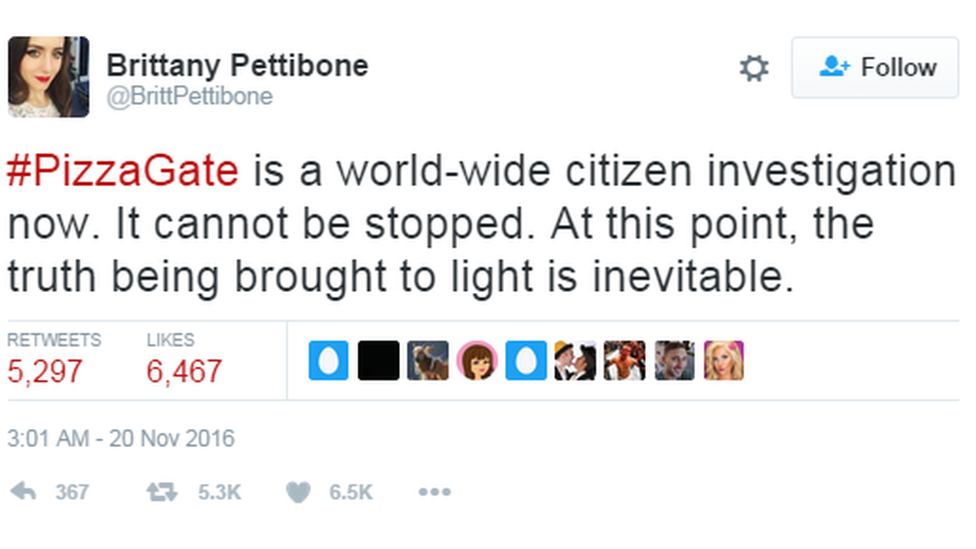 Brittany Pettibone
@BrittPettibone
Follow
#PizzaGate is a world-wide citizen investigation
now. It cannot be stopped. At this point, the
truth being brought to light is inevitable.
RETWEETS LIKES
5,297 6,467
3:01 AM - 20 Nov 2016
367 5.3K 6.5K